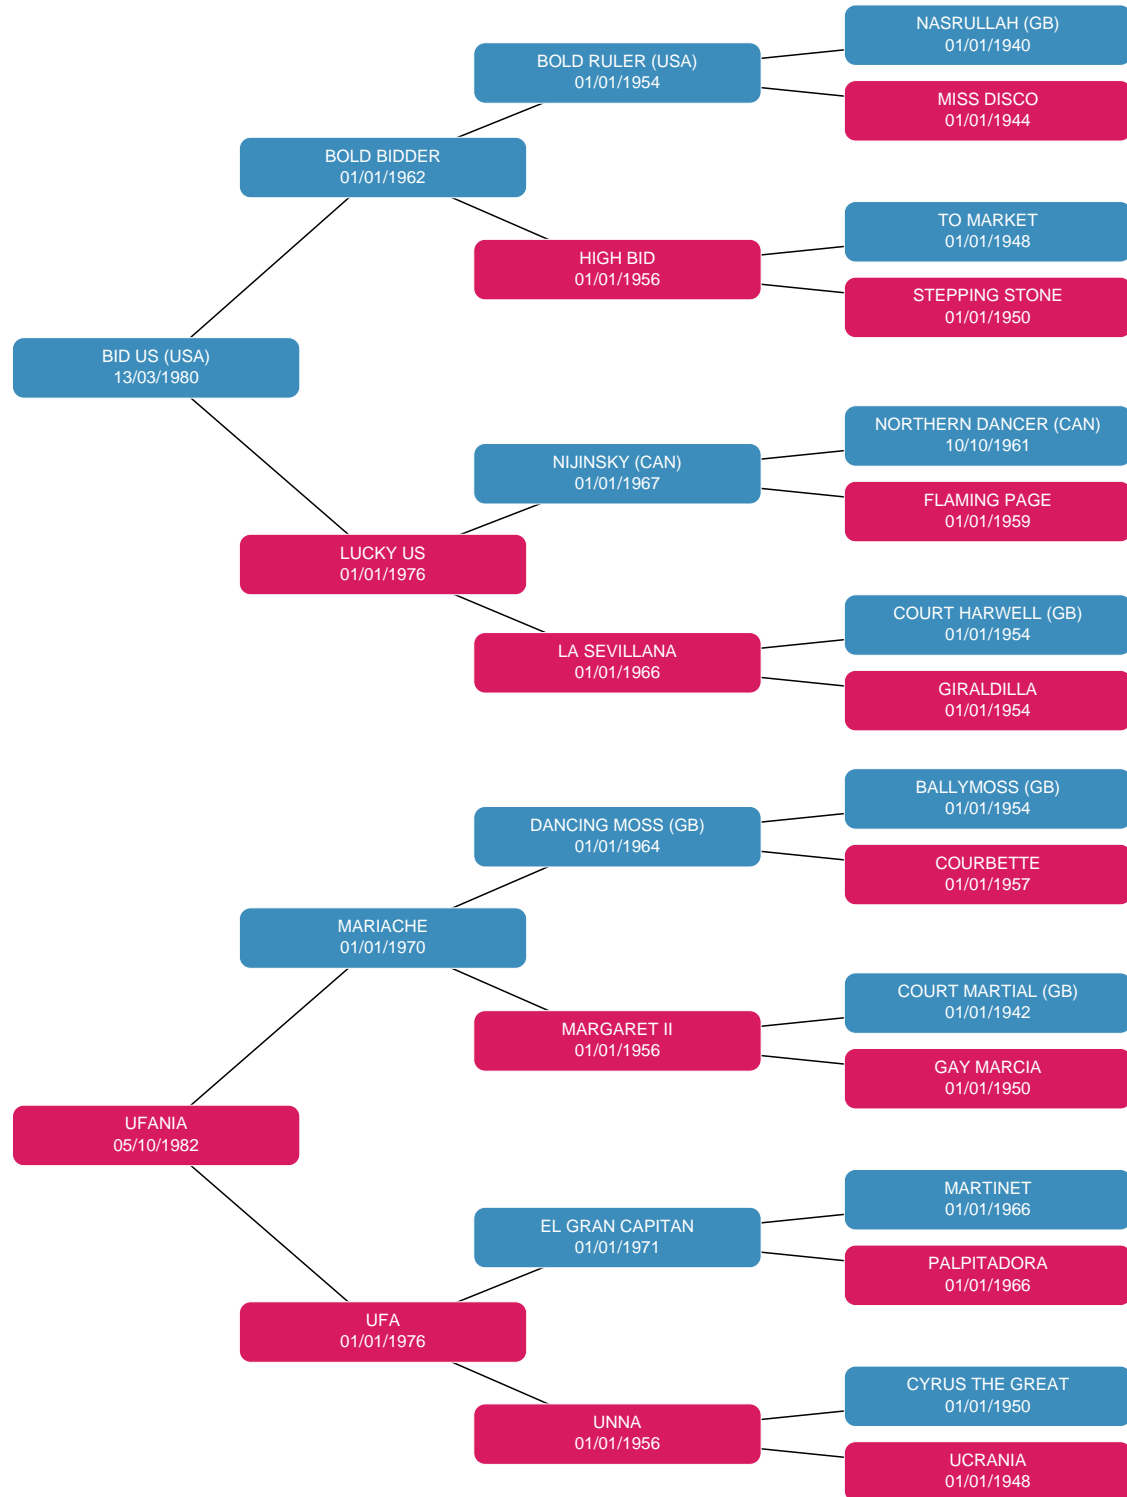 NASRULLAH (GB)
01/01/1940
BOLD RULER (USA)
01/01/1954
MISS DISCO
01/01/1944
BOLD BIDDER
01/01/1962
TO MARKET
01/01/1948
HIGH BID
01/01/1956
STEPPING STONE
01/01/1950
BID US (USA)
13/03/1980
NORTHERN DANCER (CAN)
10/10/1961
NIJINSKY (CAN)
01/01/1967
FLAMING PAGE
01/01/1959
LUCKY US
01/01/1976
COURT HARWELL (GB)
01/01/1954
LA SEVILLANA
01/01/1966
GIRALDILLA
01/01/1954
BALLYMOSS (GB)
01/01/1954
DANCING MOSS (GB)
01/01/1964
COURBETTE
01/01/1957
MARIACHE
01/01/1970
COURT MARTIAL (GB)
01/01/1942
MARGARET II
01/01/1956
GAY MARCIA
01/01/1950
UFANIA
05/10/1982
MARTINET
01/01/1966
EL GRAN CAPITAN
01/01/1971
PALPITADORA
01/01/1966
UFA
01/01/1976
CYRUS THE GREAT
01/01/1950
UNNA
01/01/1956
UCRANIA
01/01/1948